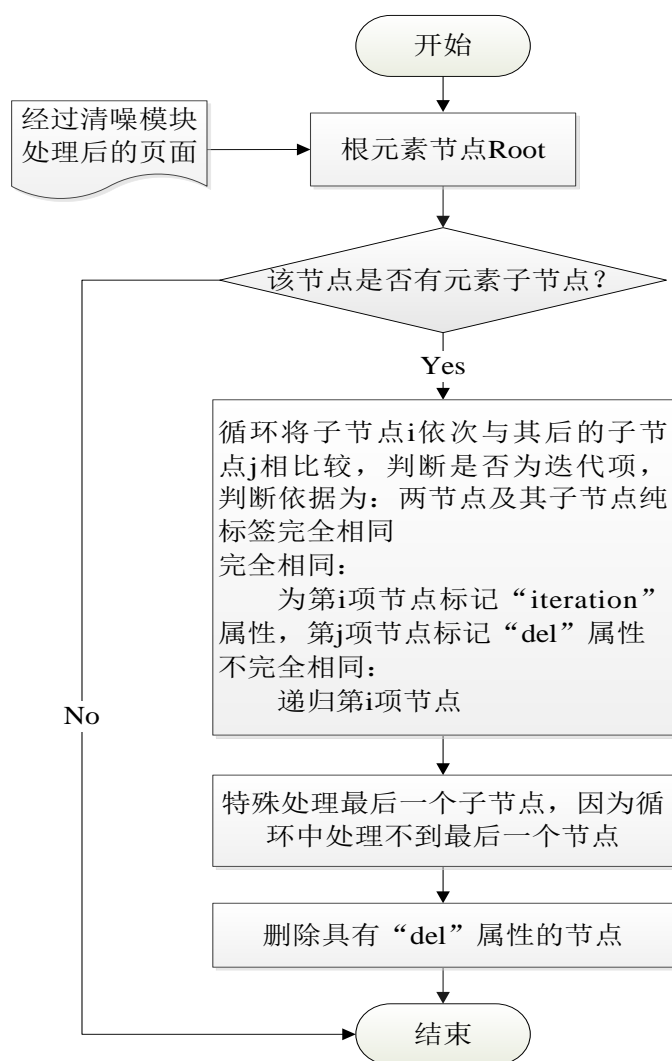 开始
经过清噪模块
处理后的页面
根元素节点Root
该节点是否有元素子节点？
Yes
循环将子节点i依次与其后的子节
点j相比较，判断是否为迭代项，
判断依据为：两节点及其子节点纯
标签完全相同
完全相同：
为第i项节点标记“iteration”
属性，第j项节点标记“del”属性
不完全相同：
递归第i项节点
No
特殊处理最后一个子节点，因为循
环中处理不到最后一个节点
删除具有“del”属性的节点
结束